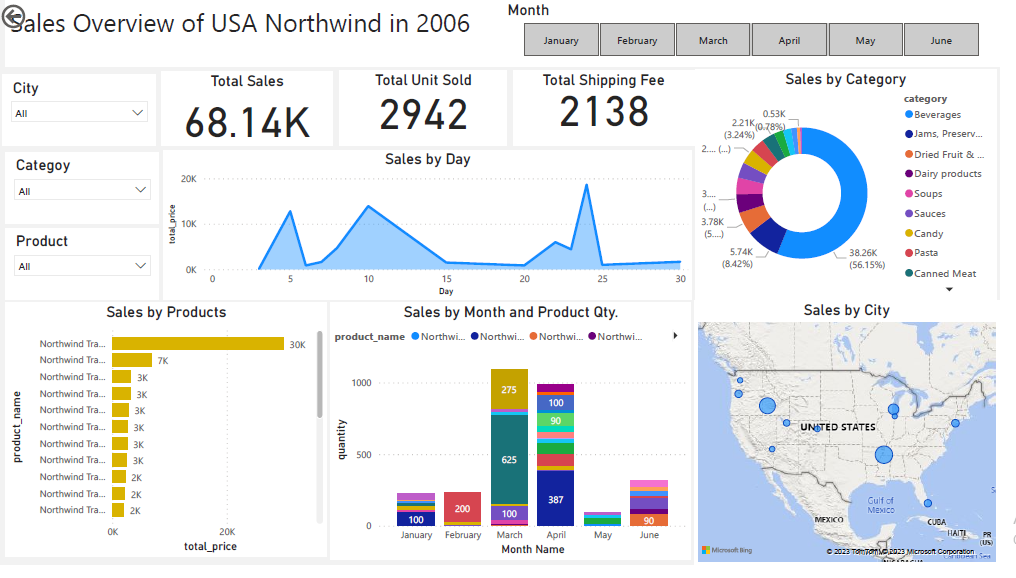 Sales Overview of USA Northwind in 2006
Month
January
February
March
April
May
June
City
All
Categoy
All
Product
All
Total Sales
68.14K
Total Unit Sold
2942
Total Shipping Fee
2138
Sales by Category
0.53K
(0.78%)
2.21K
(3.24%)
2.... (...)
3....
(...)
3.78K
(5....)
5.74K
(8.42%)
38.26K
(56.15%)
category
Beverages
Jams, Preserv...
Dried Fruit & ...
Dairy products
Soups
Sauces
Candy
Pasta
Canned Meat
Sales by Day
total_price
20K
10K
0K
0
5
10
15
20
25
30
Day
Sales by Products
product_name
Northwind Tra...
30K
Northwind Tra...
7K
Northwind Tra...
3K
Northwind Tra...
3K
Northwind Tra...
3K
Northwind Tra...
3K
Northwind Tra...
3K
Northwind Tra...
3K
Northwind Tra...
2K
Northwind Tra...
2K
Northwind Tra...
2K
0K
20K
total_price
Sales by Month and Product Qty.
product_name
Northwi...
Northwi...
Northwi...
Northwi...
quantity
1000
500
0
100
200
275
625
100
100
90
387
90
January
February
March
April
May
June
Month Name
Sales by City
UNITED STATES
Gulf of
Mexico
MEXICO
CUBA
HAITI
PR
(US)
Microsoft Bing
© 2023 TomTom, © 2023 Microsoft Corporation
Caribbean Sea